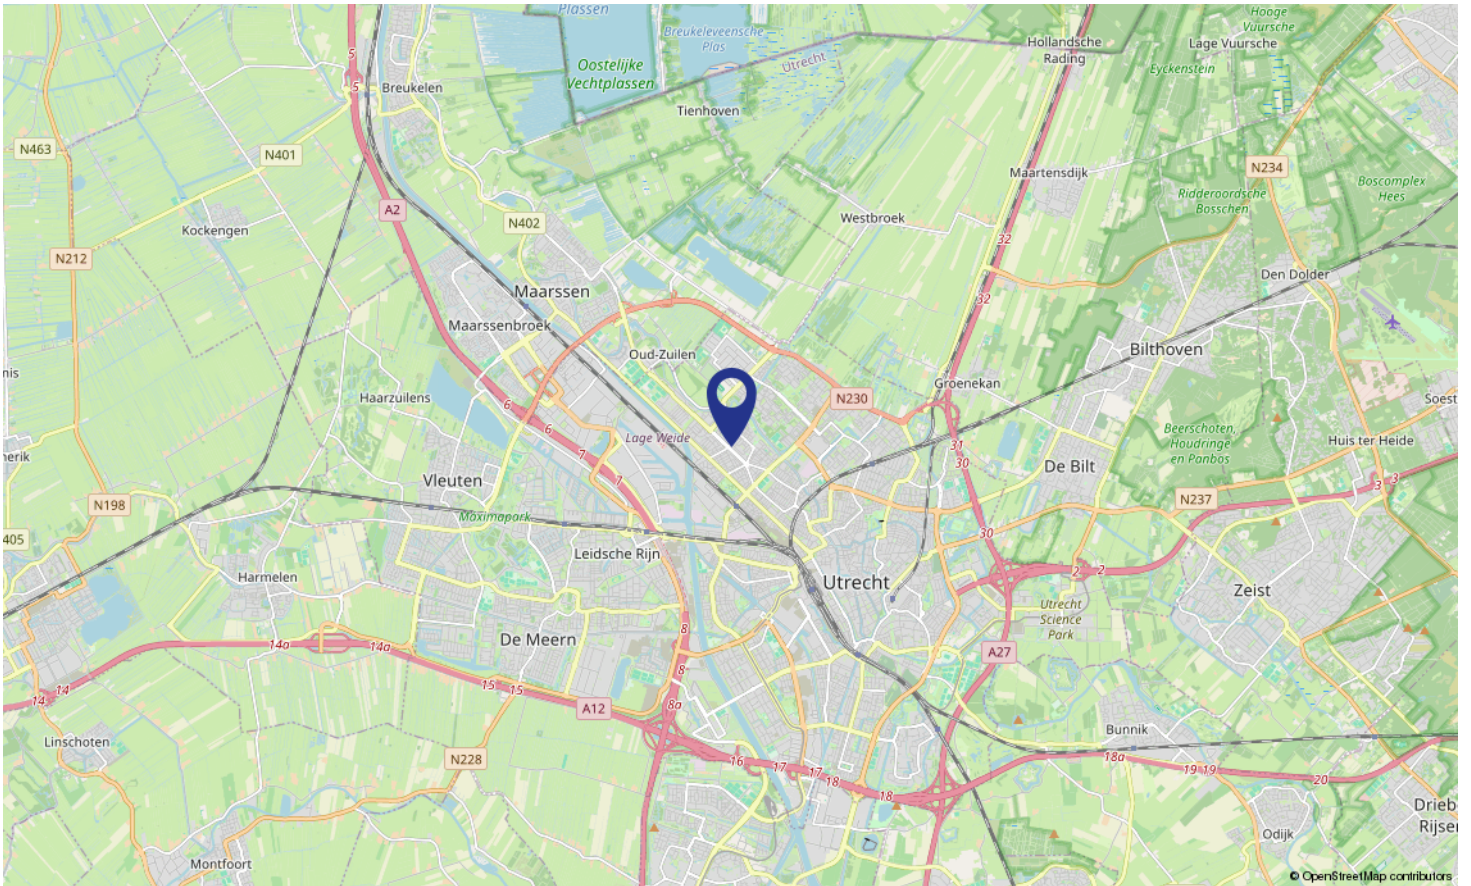 Plassen
Hooge
Vuursche
Breukeleveensche
Plas
Hollandsche
Rading
Lage Vuursche
5
Utrecht
Oostelijke
Vechtplassen
Eyckenstein
5
Breukelen
Tienhoven
N463
N401
N234
Maartensdijk
Boscomplex
Hees
Ridderoordsche
Bosschen
A2
N402
Westbroek
Kockengen
32
N212
Den Dolder
Maarssen
32
Maarssenbroek
Oud-Zuilen
Bilthoven
nis
Groenekan
Haarzuilens
N230
Soest
6
6
Lage Weide
Beerschoten,
Houdringe
en Panbos
Huis ter Heide
31
7
30
De Bilt
nerik
Vleuten
7
3
3
N198
N237
Maximapark
30
405
Leidsche Rijn
2
2
Harmelen
Utrecht
Zeist
Utrecht
Science
Park
8
De Meern
14a
14a
A27
8
15
15
14
14
8a
A12
Bunnik
Linschoten
N228
16
17
17
18
18a
19
19
20
18
Drieb
Rijser
Odijk
Montfoort
© OpenStreetMap contributors